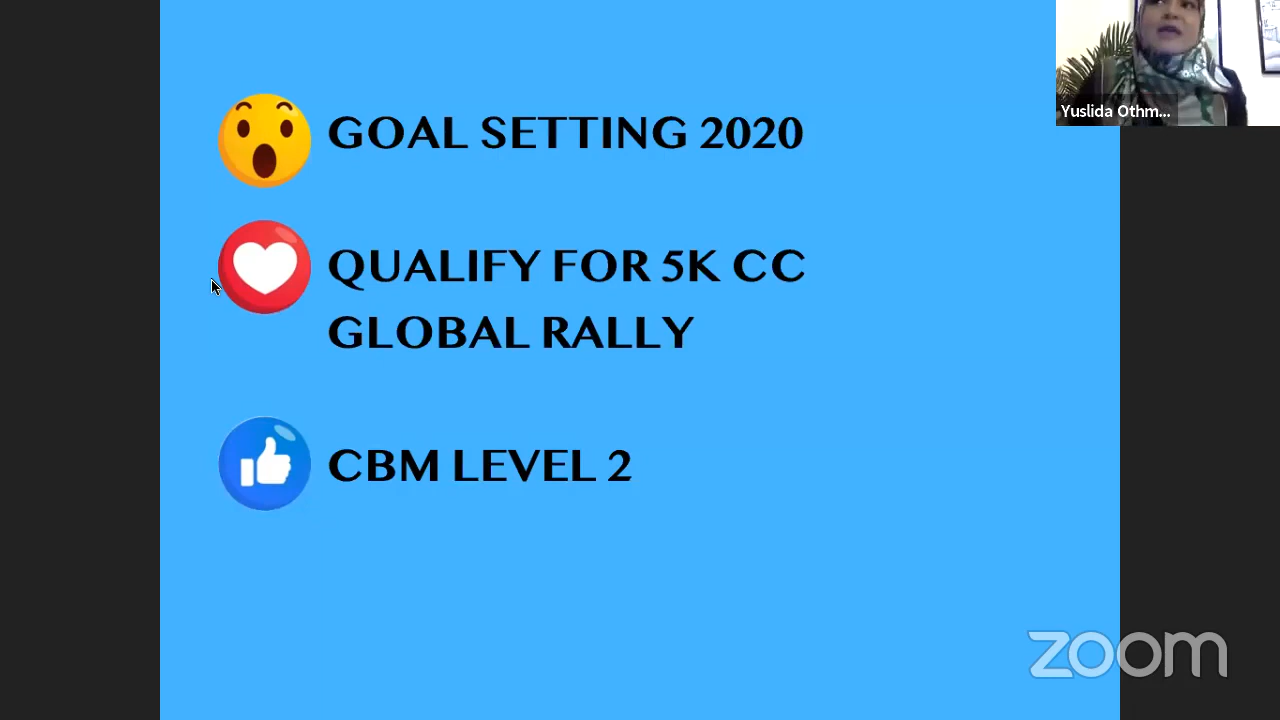 Yuslida Othm...
GOAL SETTING 2020
QUALIFY FOR 5K CC
GLOBAL RALLY
CBM LEVEL 2
zoom